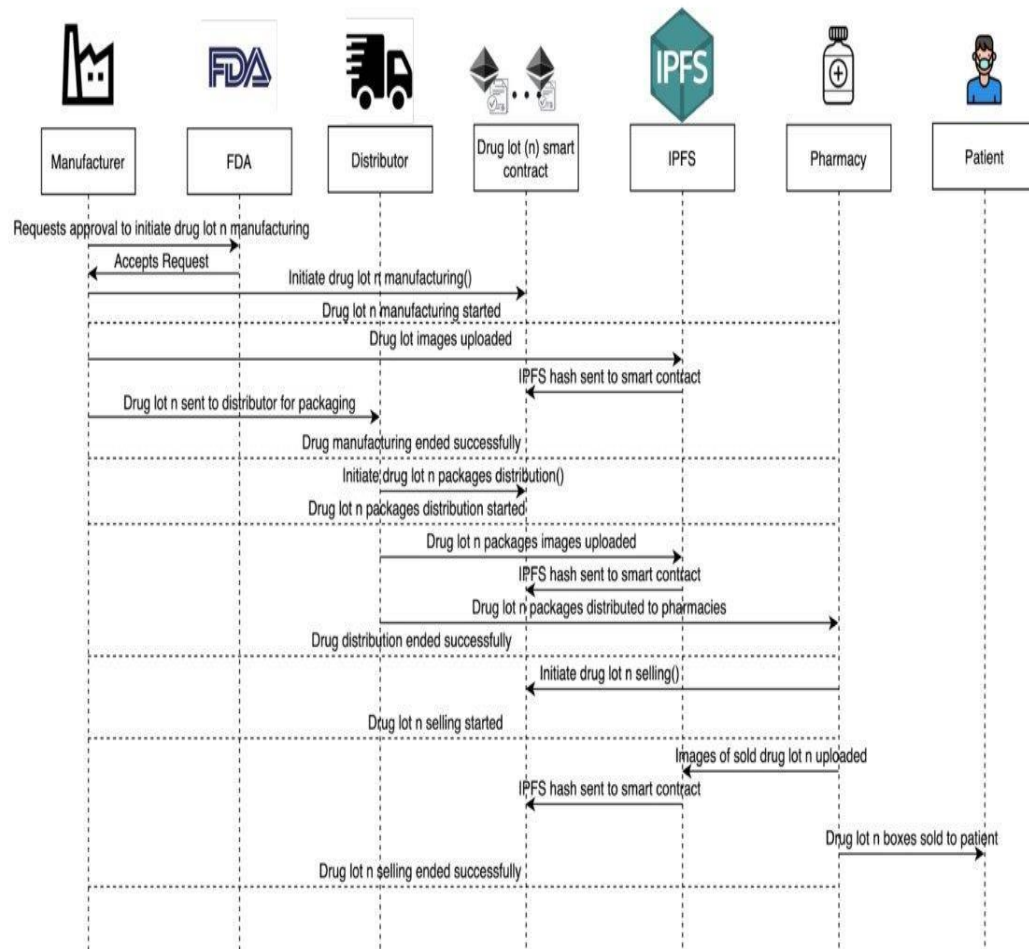 FDA
IPFS
Manufacturer
FDA
Distributor
Drug lot (n) smart
contract
IPFS
Pharmacy
Patient
Requests approval to initiate drug lot n manufacturing
Accepts Request
Initiate drug lot n manufacturing()
Drug lot n manufacturing started
Drug lot images uploaded
IPFS hash sent to smart contract
Drug lot n sent to distributor for packaging
Drug manufacturing ended successfully
Initiate drug lot n packages distribution()
Drug lot n packages distribution started
Drug lot n packages images uploaded
IPFS hash sent to smart contract
Drug lot n packages distributed to pharmacies
Drug distribution ended successfully
Initiate drug lot n selling()
Drug lot n selling started
Images of sold drug lot n uploaded
IPFS hash sent to smart contract
Drug lot n boxes sold to patient
Drug lot n selling ended successfully